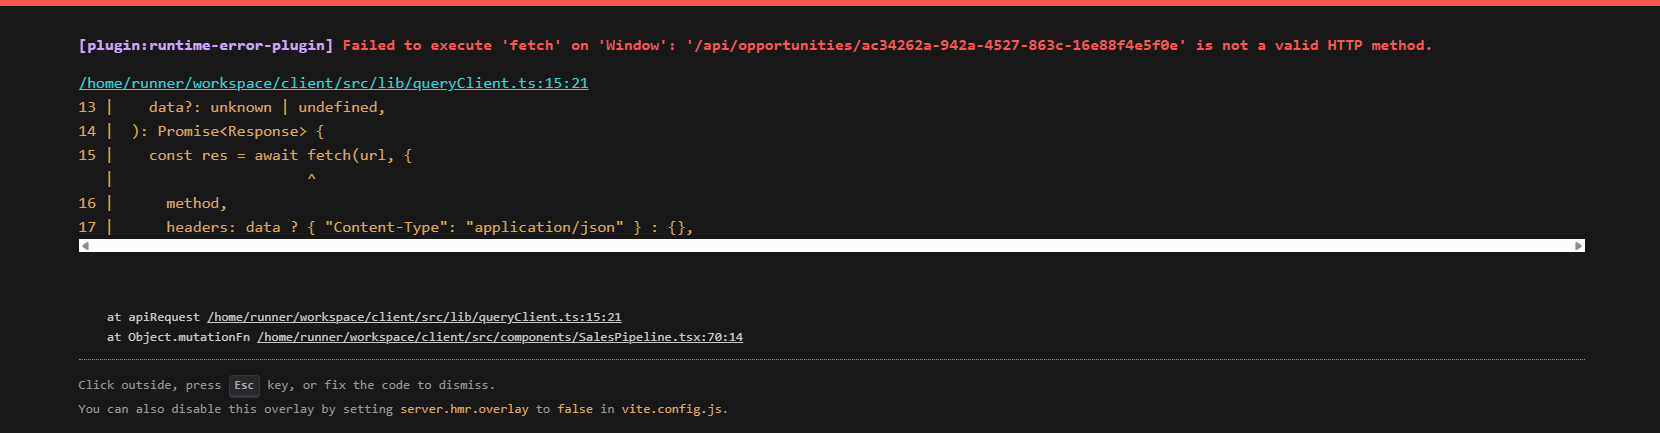 [plugin:runtime-error-plugin] Failed to execute 'fetch' on 'Window': '/api/opportunities/ac34262a-942a-4527-863c-16e88f4e5f0e' is not a valid HTTP method.
/home/runner/workspace/client/src/lib/queryClient.ts:15:21
13 |    data?: unknown | undefined,
14 |  ): Promise<Response> {
15 |    const res = await fetch(url, {
   |                      ^
16 |      method,
17 |      headers: data ? { "Content-Type": "application/json" } : {},
at apiRequest /home/runner/workspace/client/src/lib/queryClient.ts:15:21
at Object.mutationFn /home/runner/workspace/client/src/components/SalesPipeline.tsx:70:14
Click outside, press Esc key, or fix the code to dismiss.
You can also disable this overlay by setting server.hmr.overlay to false in vite.config.js.